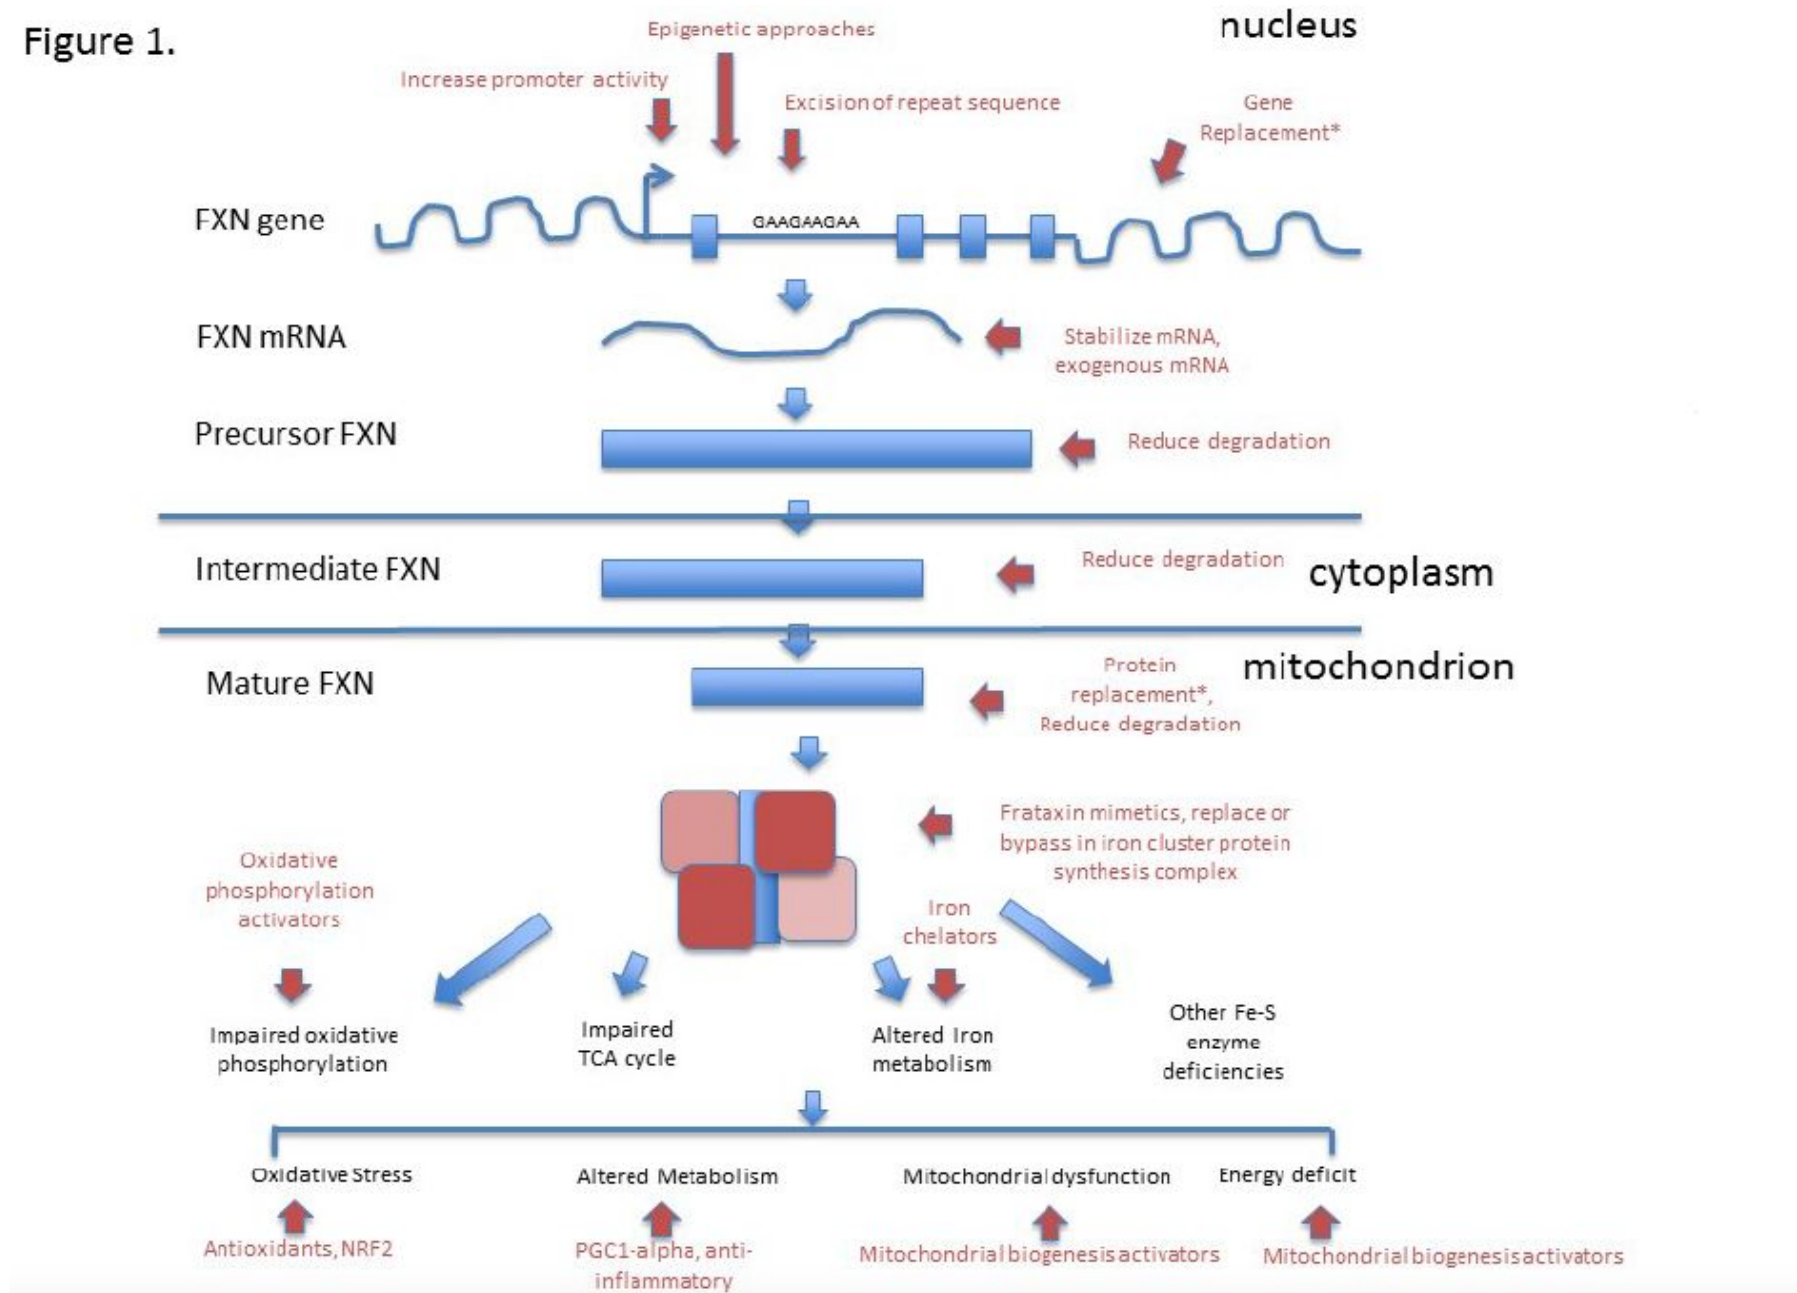 Figure 1.
nucleus
Epigenetic approaches
Increase promoter activity
Excision of repeat sequence
Gene
Replacement*
FXN gene
GAAGAAGAA
FXN mRNA
Stabilize mRNA,
exogenous mRNA
Precursor FXN
Reduce degradation
Intermediate FXN
Reduce degradation
cytoplasm
mitochondrion
Mature FXN
Protein
replacement*,
Reduce degradation
Frataxin mimetics, replace or
bypass in iron cluster protein
synthesis complex
Oxidative
phosphorylation
activators
Iron
chelators
Impaired oxidative
phosphorylation
Impaired
TCA cycle
Altered Iron
metabolism
Other Fe-S
enzyme
deficiencies
Oxidative Stress
Altered Metabolism
Mitochondrial dysfunction
Energy deficit
Antioxidants, NRF2
PGC1-alpha, anti-
inflammatory
Mitochondrial biogenesis activators
Mitochondrial biogenesis activators